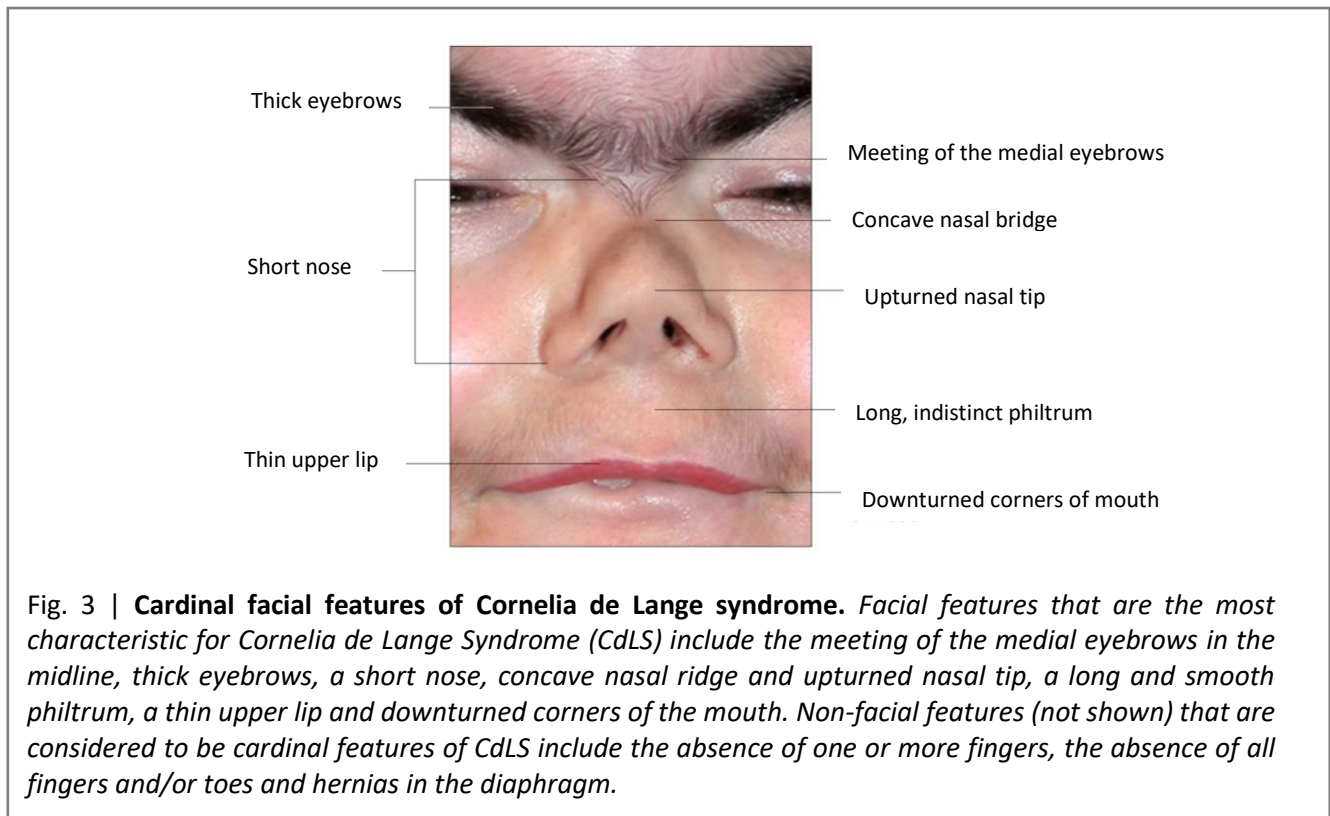 Thick eyebrows
Meeting of the medial eyebrows
Concave nasal bridge
Short nose
Upturned nasal tip
Long, indistinct philtrum
Thin upper lip
Downturned corners of mouth
Fig. 3 | Cardinal facial features of Cornelia de Lange syndrome. Facial features that are the most
characteristic for Cornelia de Lange Syndrome (CdLS) include the meeting of the medial eyebrows in the
midline, thick eyebrows, a short nose, concave nasal ridge and upturned nasal tip, a long and smooth
philtrum, a thin upper lip and downturned corners of the mouth. Non-facial features (not shown) that are
considered to be cardinal features of CdLS include the absence of one or more fingers, the absence of all
fingers and/or toes and hernias in the diaphragm.